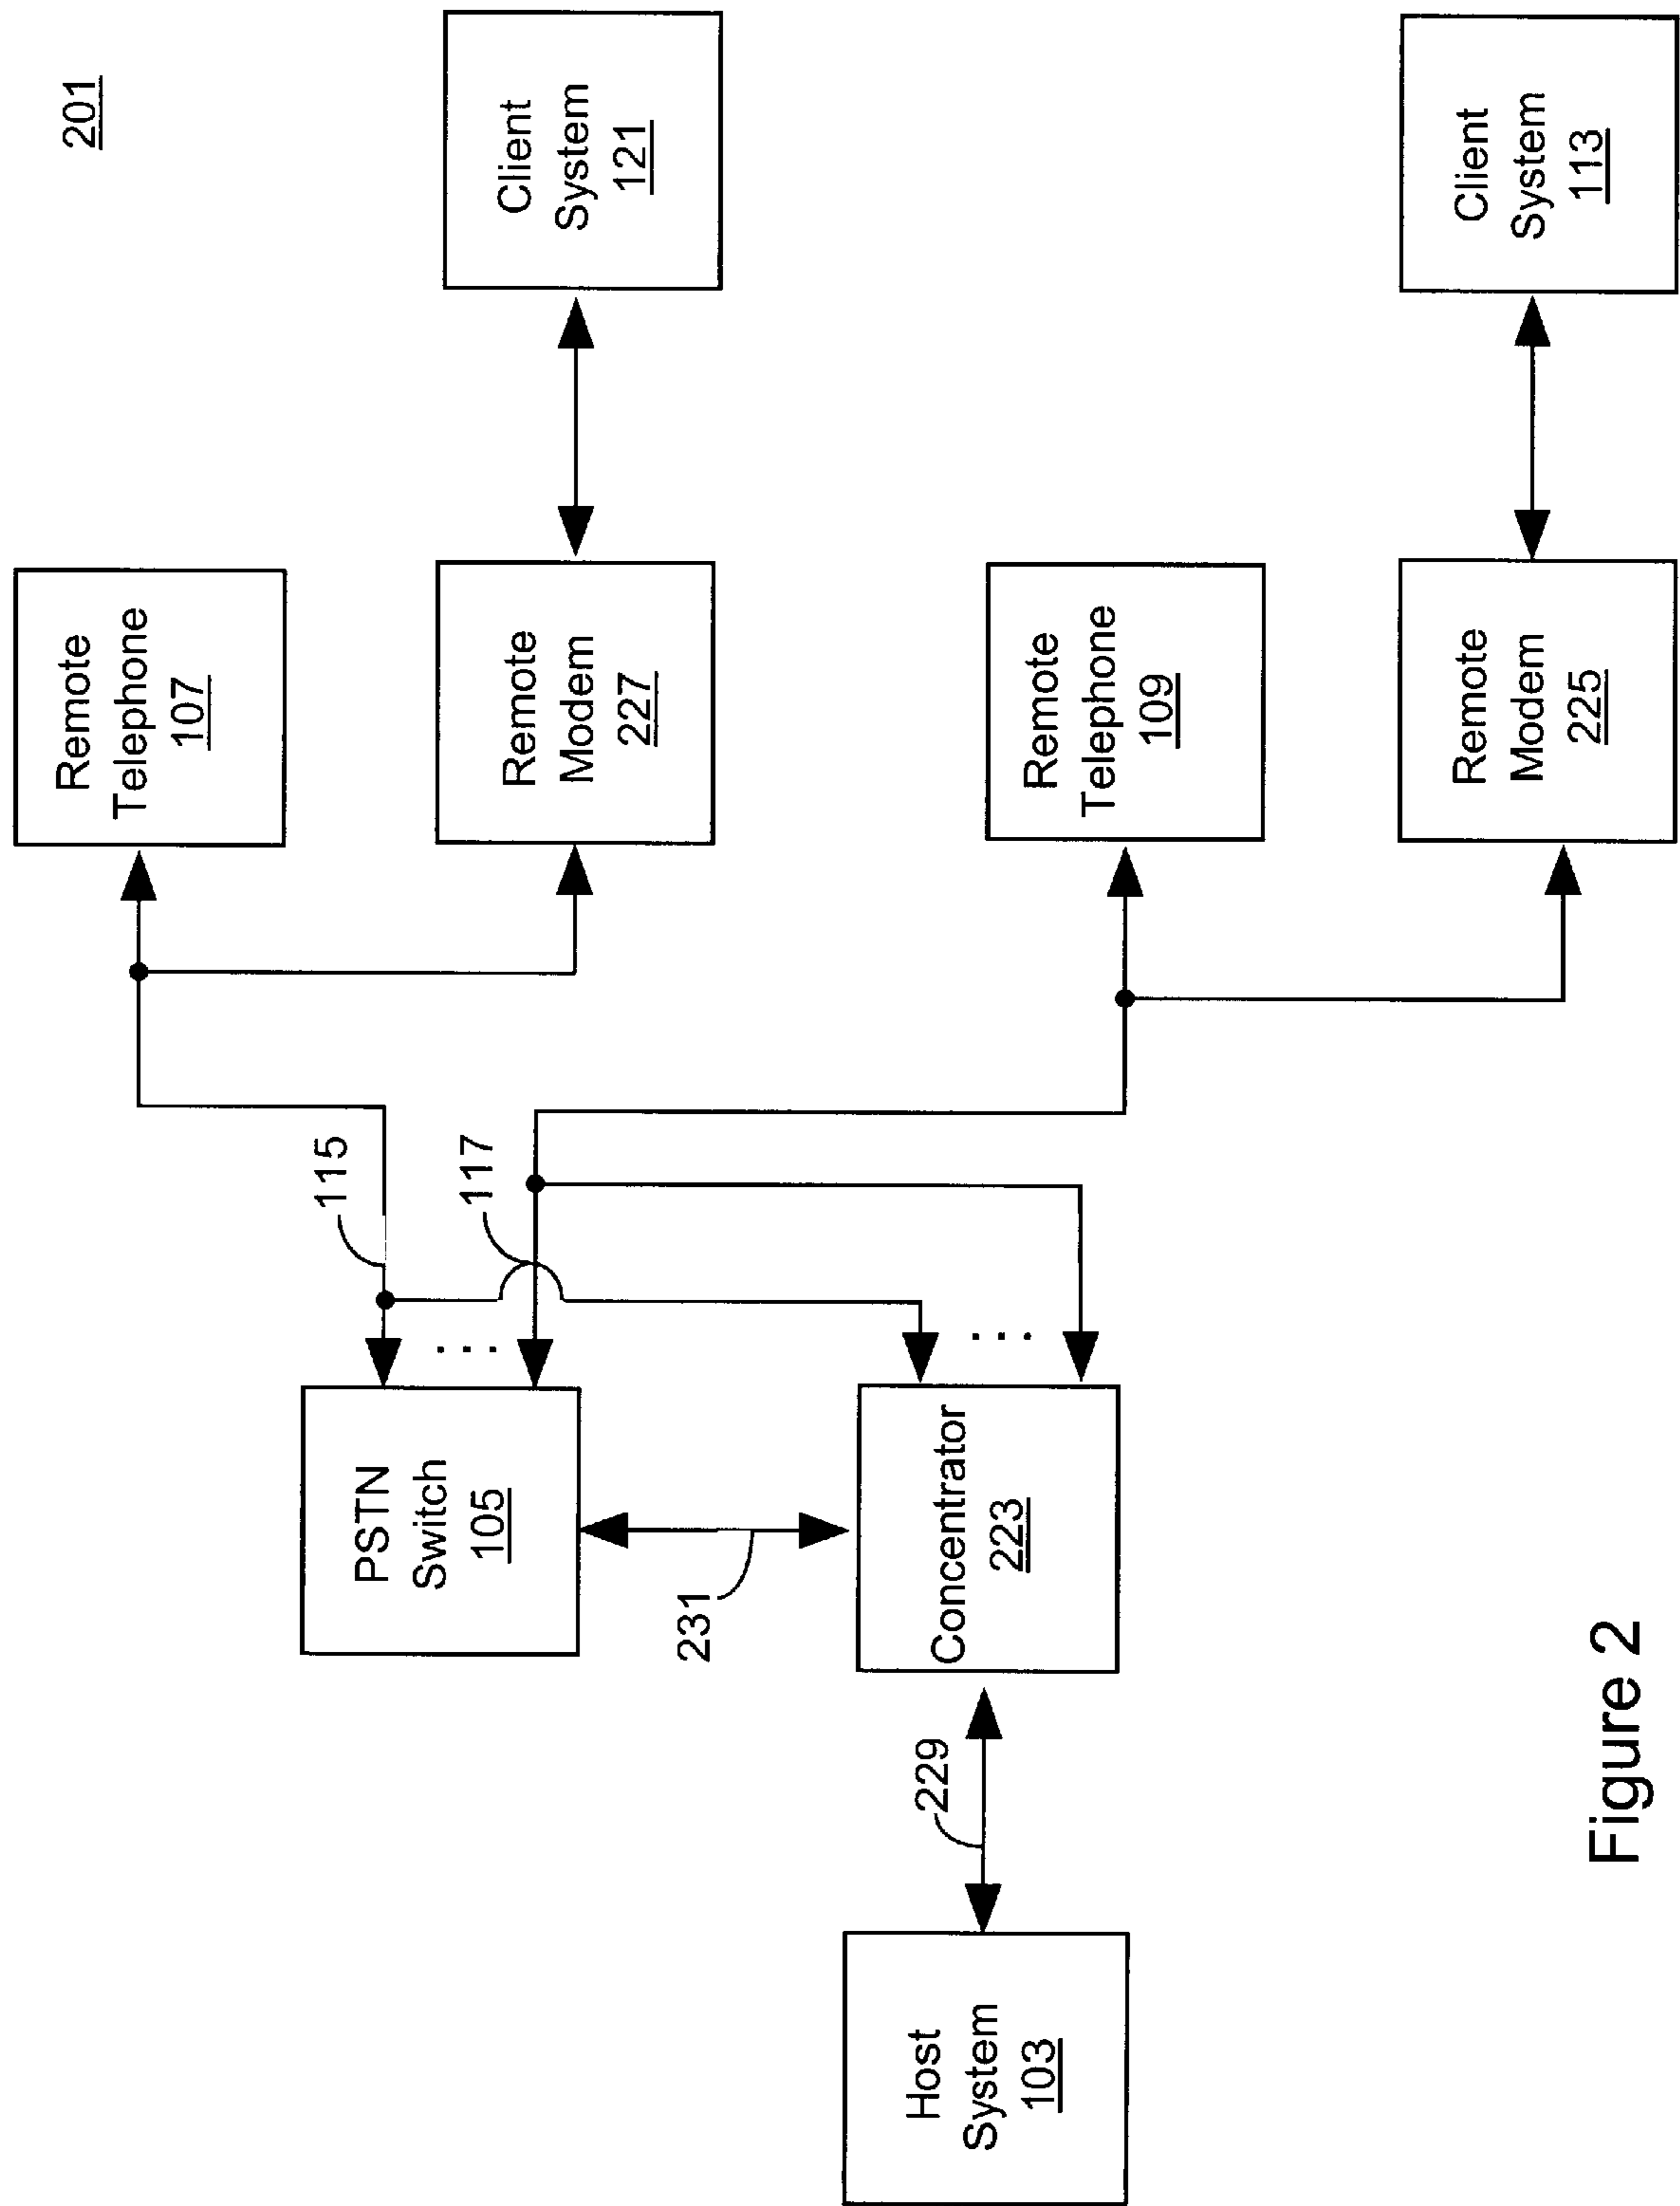 201
Remote
Telephone
107
Client
System
121
Remote
Modem
227
115
117
PSTN
Switch
105
...
231
Remote
Telephone
109
Client
System
113
Remote
Modem
225
...
Concentrator
223
229
Host
System
103
Figure 2